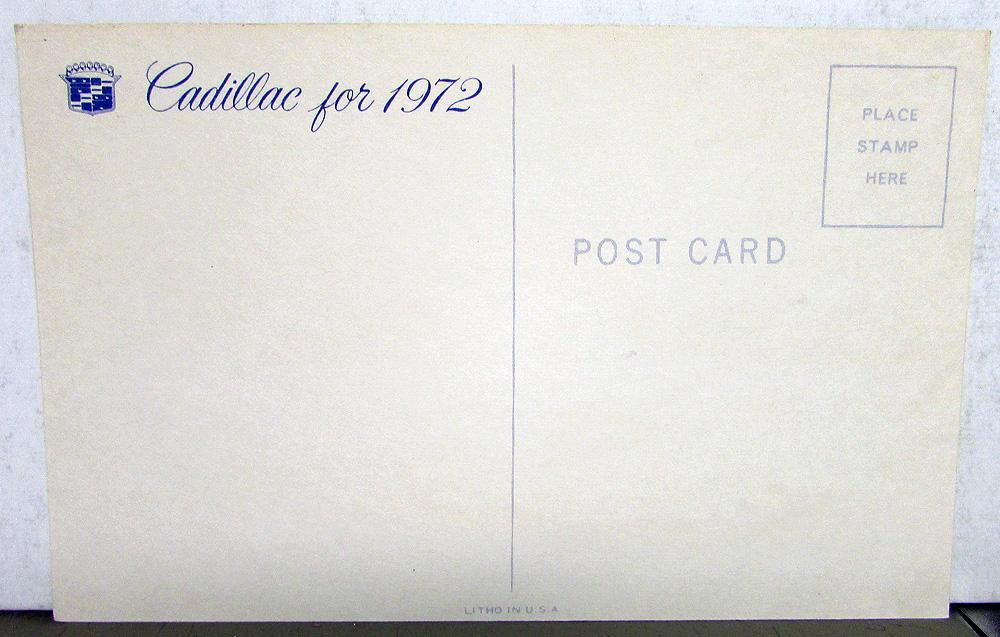 Cadillac for 1972
PLACE
STAMP
HERE
POST CARD
LITHO IN U.S.A